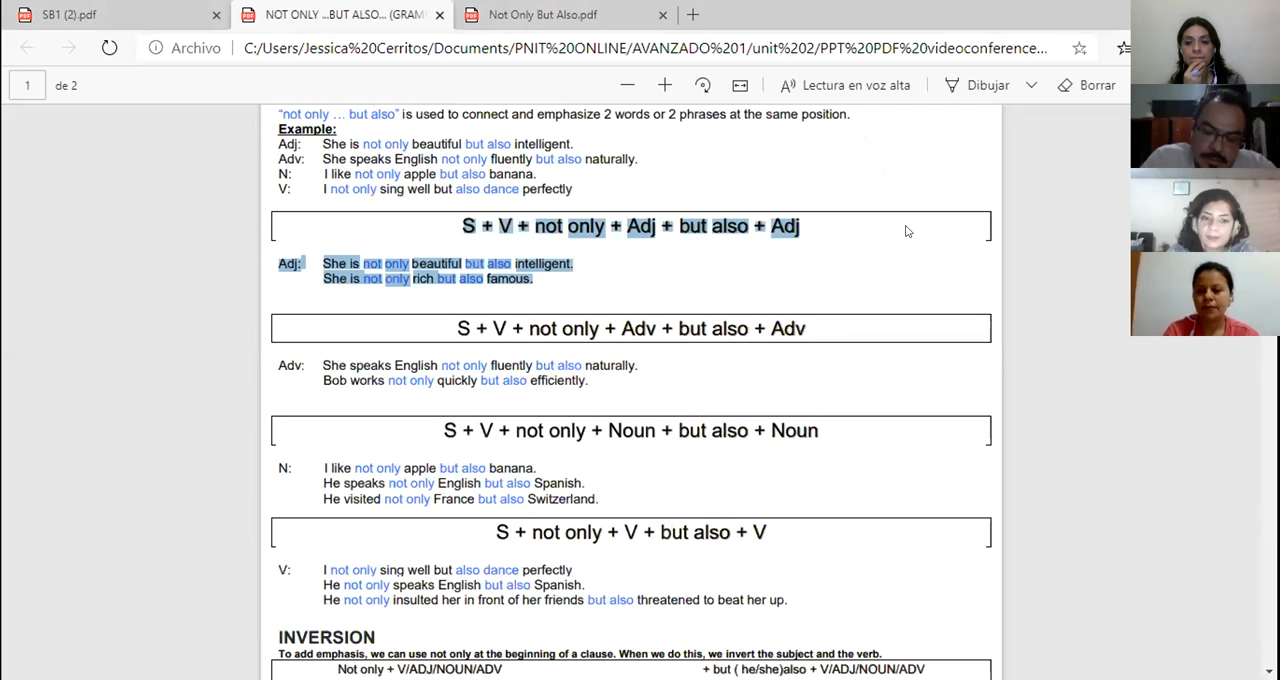 SB1 (2).pdf
NOT ONLY ...BUT ALSO... (GRAM
Not Only But Also.pdf
Archivo
C:/Users/Jessica%20Cerritos/Documents/PNIT%20ONLINE/AVANZADO%201/unit%202/PPT%20PDF%20videoconference...
1
de 2
Lectura en voz alta
Dibujar
Borrar
"not only … but also" is used to connect and emphasize 2 words or 2 phrases at the same position.
Example:
Adj: She is not only beautiful but also intelligent.
Adv: She speaks English not only fluently but also naturally.
N: I like not only apple but also banana.
V: I not only sing well but also dance perfectly
S + V + not only + Adj + but also + Adj
Adj: She is not only beautiful but also intelligent.
She is not only rich but also famous.
S + V + not only + Adv + but also + Adv
Adv: She speaks English not only fluently but also naturally.
Bob works not only quickly but also efficiently.
S + V + not only + Noun + but also + Noun
N: I like not only apple but also banana.
He speaks not only English but also Spanish.
He visited not only France but also Switzerland.
S + not only + V + but also + V
V: I not only sing well but also dance perfectly
He not only speaks English but also Spanish.
He not only insulted her in front of her friends but also threatened to beat her up.
INVERSION
To add emphasis, we can use not only at the beginning of a clause. When we do this, we invert the subject and the verb.
Not only + V/ADJ/NOUN/ADV + but ( he/she)also + V/ADJ/NOUN/ADV